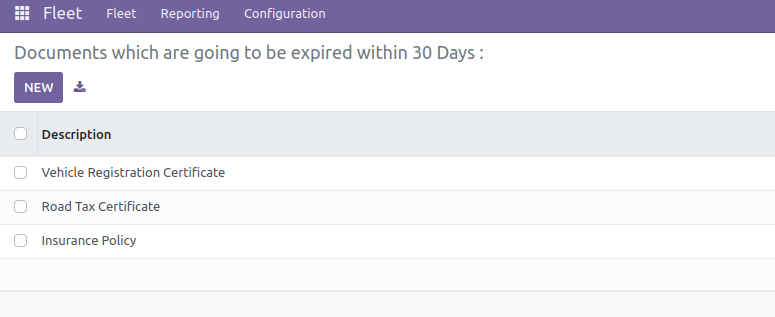 Fleet Fleet Reporting Configuration
Documents which are going to be expired within 30 Days :
NEW
Description
Vehicle Registration Certificate
Road Tax Certificate
Insurance Policy